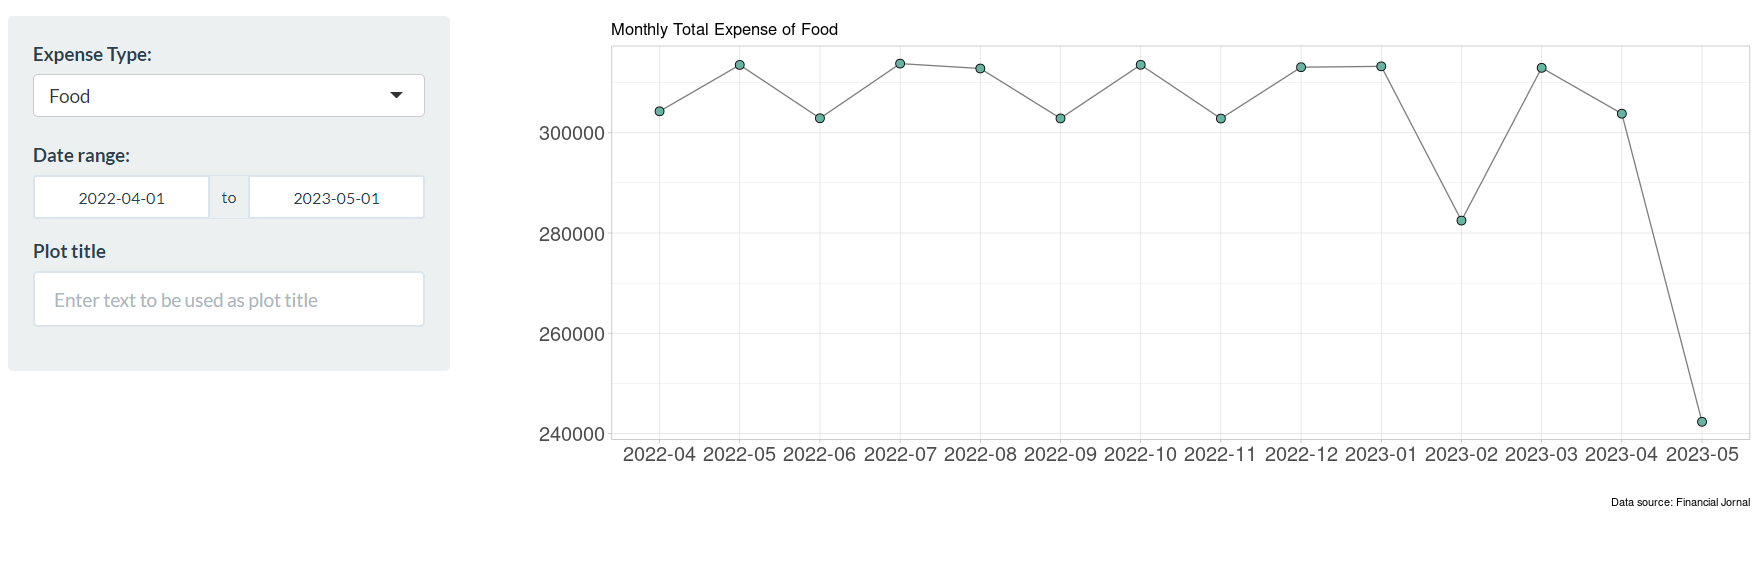 Expense Type:
Food
Date range:
2022-04-01 to 2023-05-01
Plot title
Enter text to be used as plot title
Monthly Total Expense of Food
300000
280000
260000
240000
2022-04 2022-05 2022-06 2022-07 2022-08 2022-09 2022-10 2022-11 2022-12 2023-01 2023-02 2023-03 2023-04 2023-05
Data source: Financial Jornal